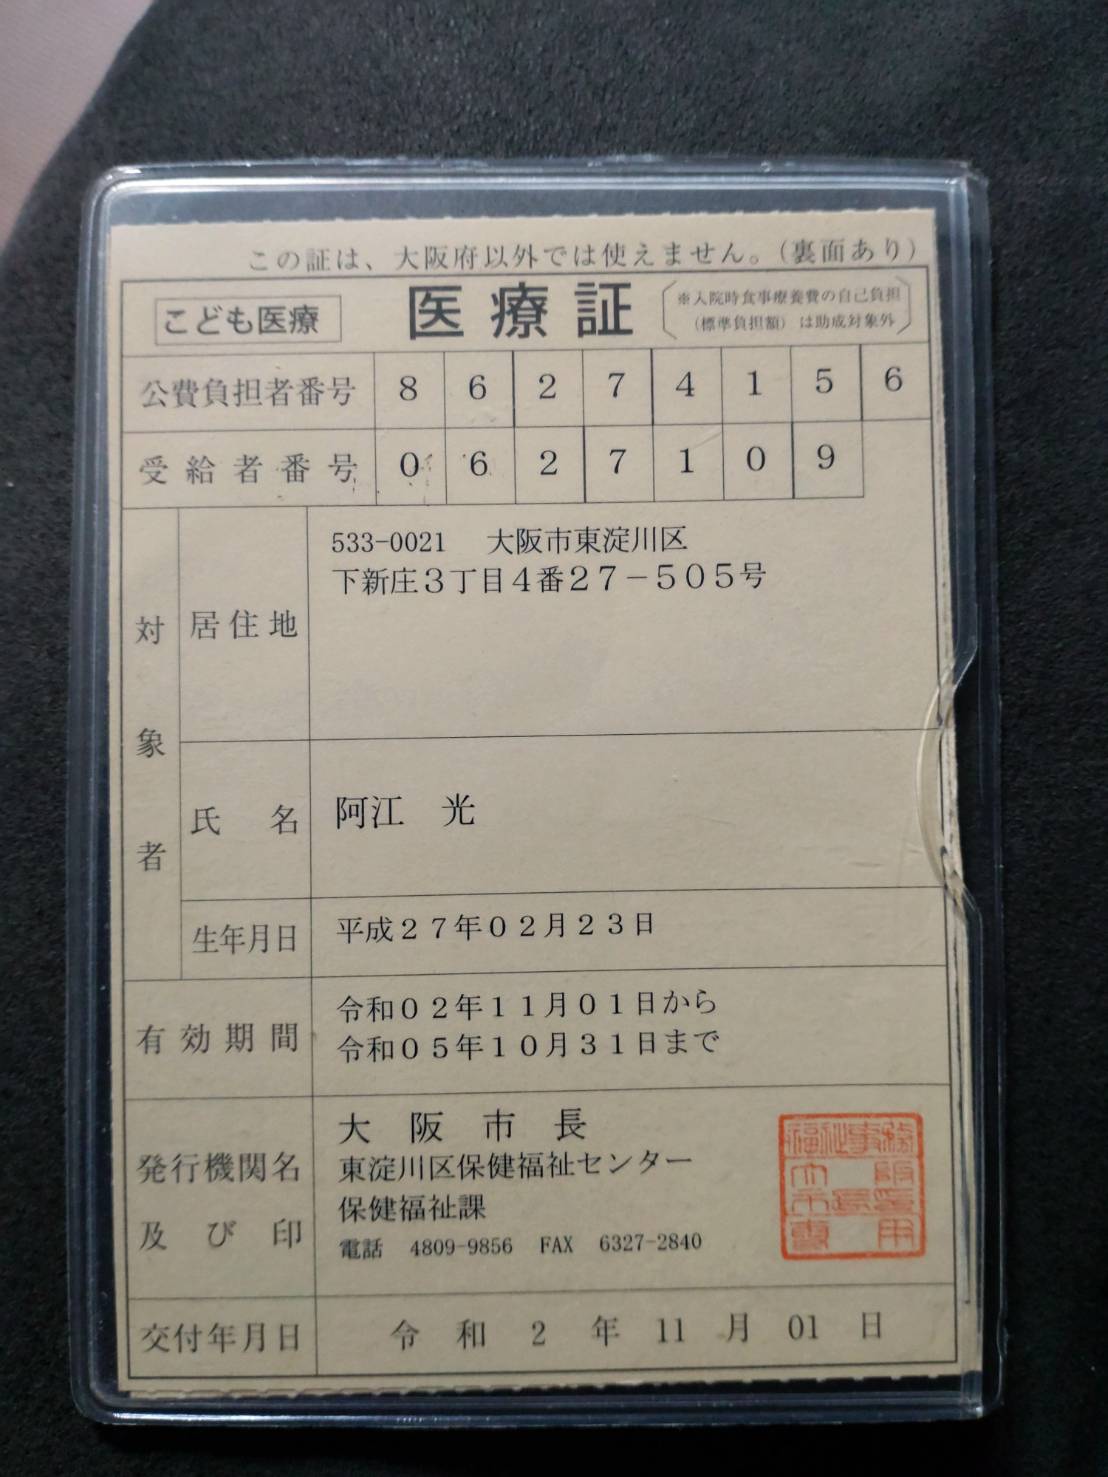 この証は、大阪府以外では使えません。(裏面あり)
こども医療
医療証
※入院時食事療養費の自己負担
(標準負担額) は助成対象外
公費負担者番号 8 6 2 7 4 1 5 6
受給者番号 0 6 2 7 1 0 9
対象者
居住地
533-0021 大阪市東淀川区
下新庄3丁目4番27-505号
氏名 阿江 光
生年月日 平成27年02月23日
有効期間
令和02年11月01日から
令和05年10月31日まで
発行機関名及び印
大阪市長
東淀川区保健福祉センター
保健福祉課
電話 4809-9856 FAX 6327-2840
交付年月日 令和 2 年 11 月 01 日